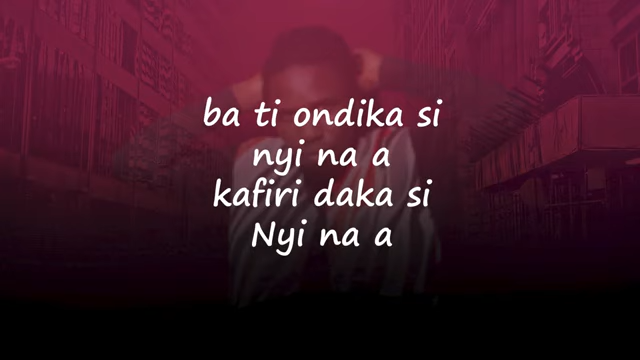 ba ti ondika si
nyi na a
kafiri daka si
Nyi na a